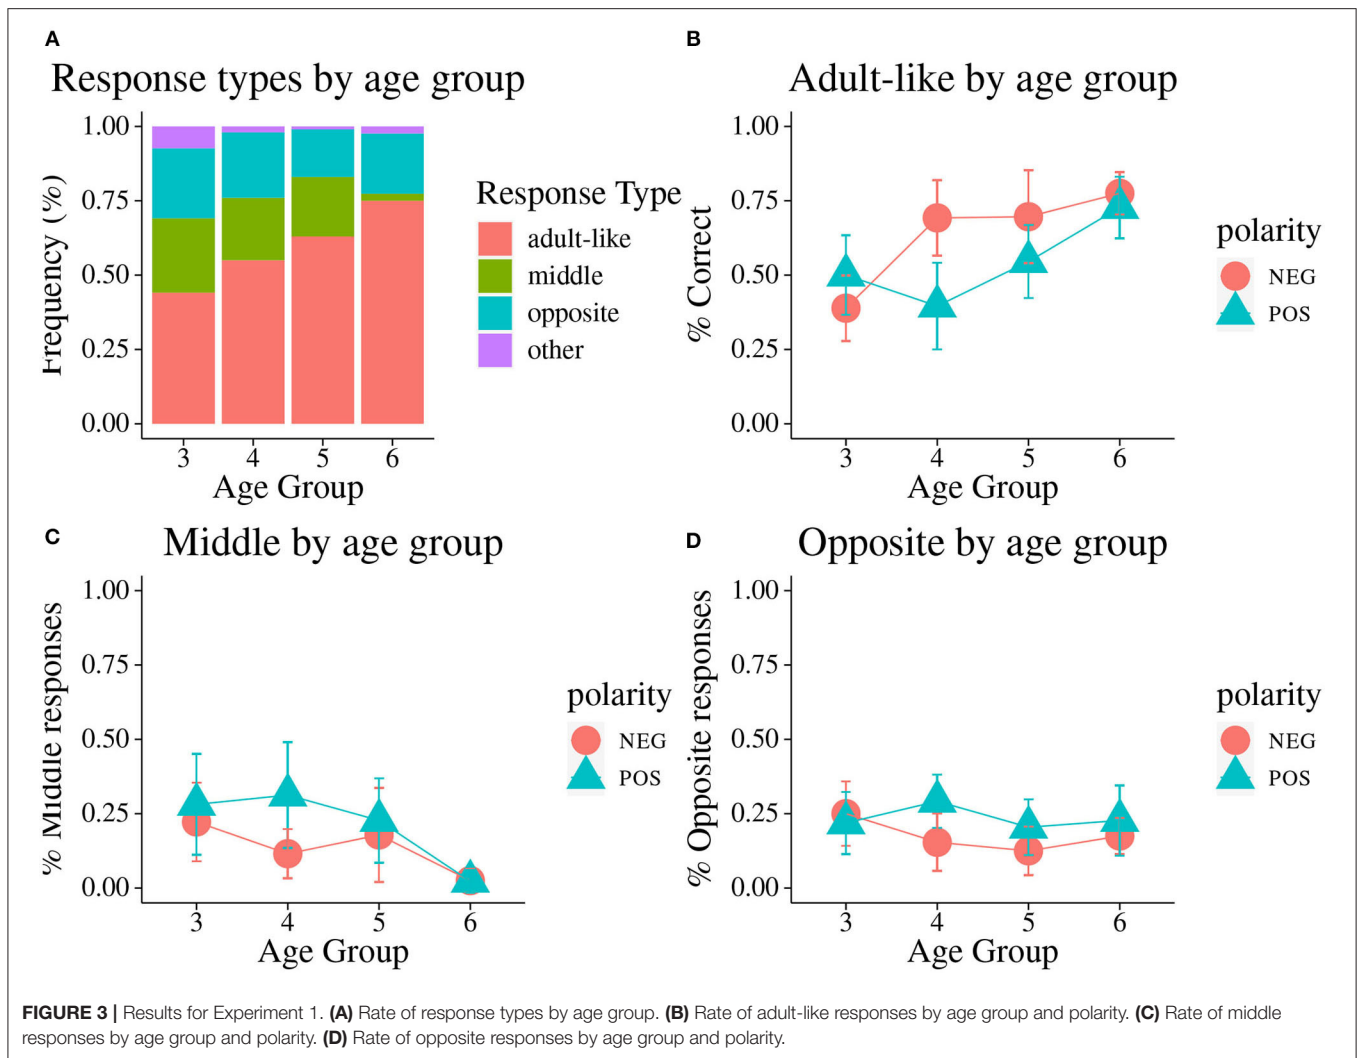 A
Response types by age group
1.00
0.75
0.50
0.25
0.00
Frequency (%)
3 4 5 6
Age Group
Response Type
adult-like
middle
opposite
other
B
Adult-like by age group
1.00
0.75
0.50
0.25
0.00
% Correct
3 4 5 6
Age Group
polarity
NEG
POS
C
Middle by age group
1.00
0.75
0.50
0.25
0.00
% Middle responses
3 4 5 6
Age Group
polarity
NEG
POS
D
Opposite by age group
1.00
0.75
0.50
0.25
0.00
% Opposite responses
3 4 5 6
Age Group
polarity
NEG
POS
FIGURE 3 | Results for Experiment 1. (A) Rate of response types by age group. (B) Rate of adult-like responses by age group and polarity. (C) Rate of middle
responses by age group and polarity. (D) Rate of opposite responses by age group and polarity.